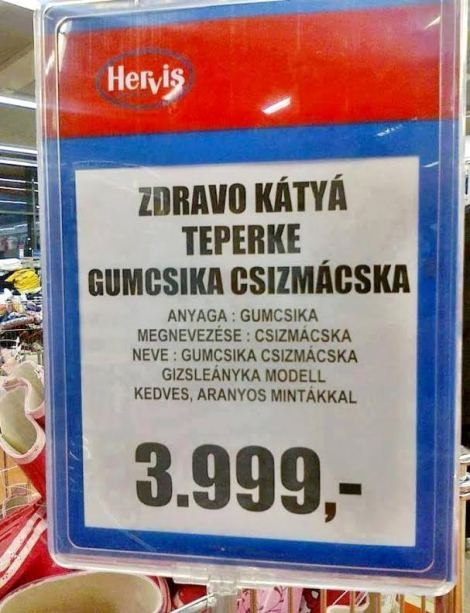 Hervis
ZDRAVO KÁTYÁ
TEPERKE
GUMCSIKA CSIZMÁCSKA
ANYAGA : GUMCSIKA
MEGNEVEZÉSE : CSIZMÁCSKA
NEVE : GUMCSIKA CSIZMÁCSKA
GIZSLEÁNYKA MODELL
KEDVES, ARANYOS MINTÁKKAL
3.999,-